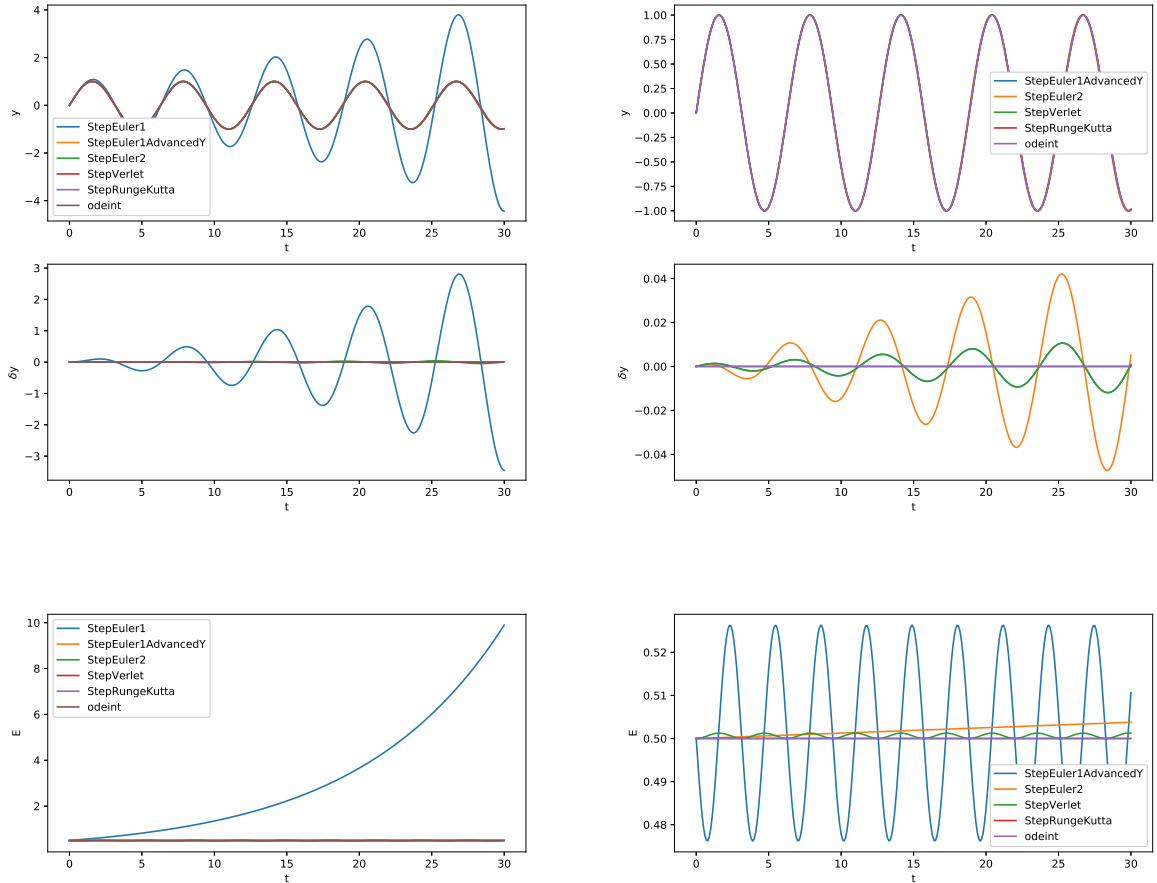 4
2
0
−2
−4
y
StepEuler1
StepEuler1AdvancedY
StepEuler2
StepVerlet
StepRungeKutta
odeint
0 5 10 15 20 25 30
t
1.00
0.75
0.50
0.25
0.00
−0.25
−0.50
−0.75
−1.00
y
StepEuler1AdvancedY
StepEuler2
StepVerlet
StepRungeKutta
odeint
0 5 10 15 20 25 30
t
3
2
1
0
−1
−2
−3
δy
0 5 10 15 20 25 30
t
0.04
0.02
0.00
−0.02
−0.04
δy
0 5 10 15 20 25 30
t
10
8
6
4
2
E
StepEuler1
StepEuler1AdvancedY
StepEuler2
StepVerlet
StepRungeKutta
odeint
0 5 10 15 20 25 30
t
0.52
0.51
0.50
0.49
0.48
E
StepEuler1AdvancedY
StepEuler2
StepVerlet
StepRungeKutta
odeint
0 5 10 15 20 25 30
t